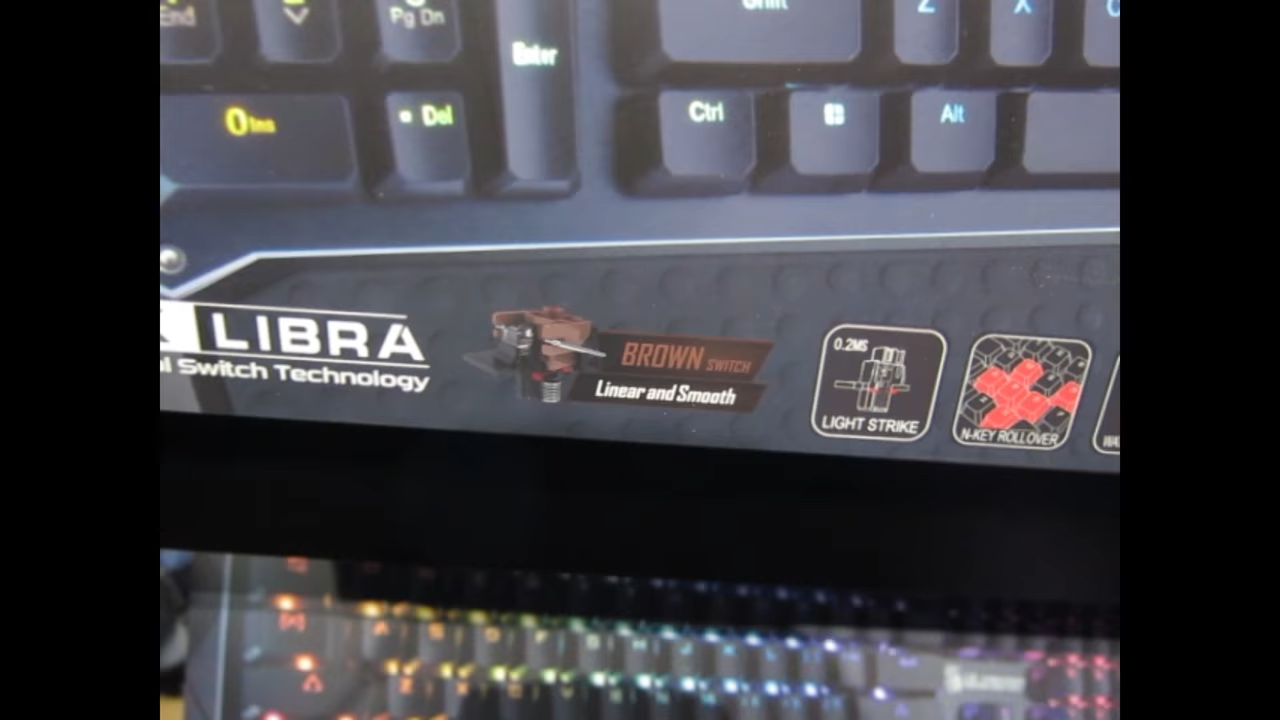 End
Pg Dn
Enter
Shift
Z
X
0 Ins
Del
Ctrl
Alt
LIBRA
l Switch Technology
BROWN SWITCH
Linear and Smooth
0.2MS
LIGHT STRIKE
N-KEY ROLLOVER